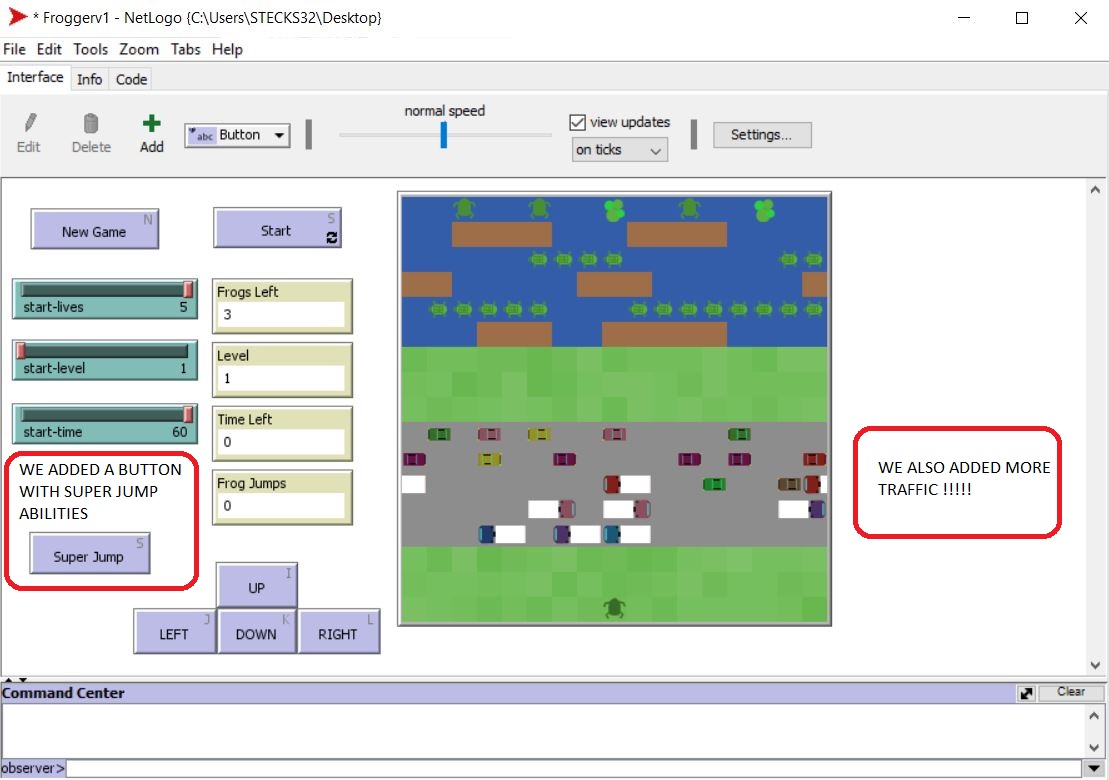 * Froggerv1 - NetLogo {C:\Users\STECKS32\Desktop}
File Edit Tools Zoom Tabs Help
Interface Info Code
normal speed
view updates
abc Button
Settings...
Edit Delete Add
on ticks
New Game N
Start S
start-lives 5
Frogs Left
3
start-level 1
Level
1
start-time 60
Time Left
0
WE ADDED A BUTTON
WITH SUPER JUMP
ABILITIES
Super Jump S
Frog Jumps
0
WE ALSO ADDED MORE
TRAFFIC !!!!!
UP I
LEFT J
DOWN K
RIGHT L
Command Center
Clear
observer>